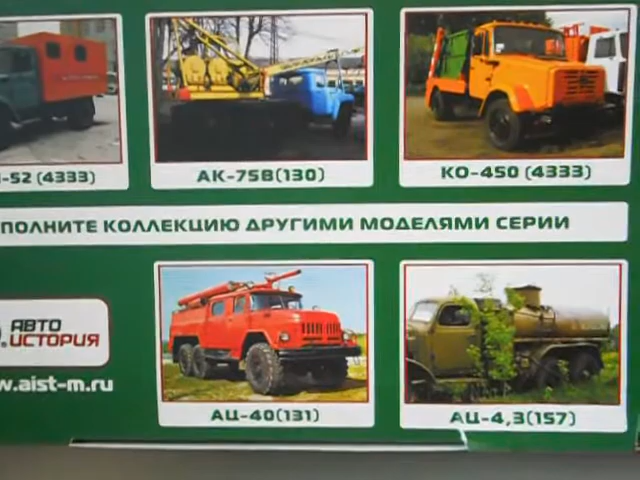 -52 (4333)
АК-75В(130)
КО-450 (4333)
ПОЛНИТЕ КОЛЛЕКЦИЮ ДРУГИМИ МОДЕЛЯМИ СЕРИИ
АВТО
ИСТОРИЯ
w.aist-m.ru
АЦ-40(131)
АЦ-4,3(157)